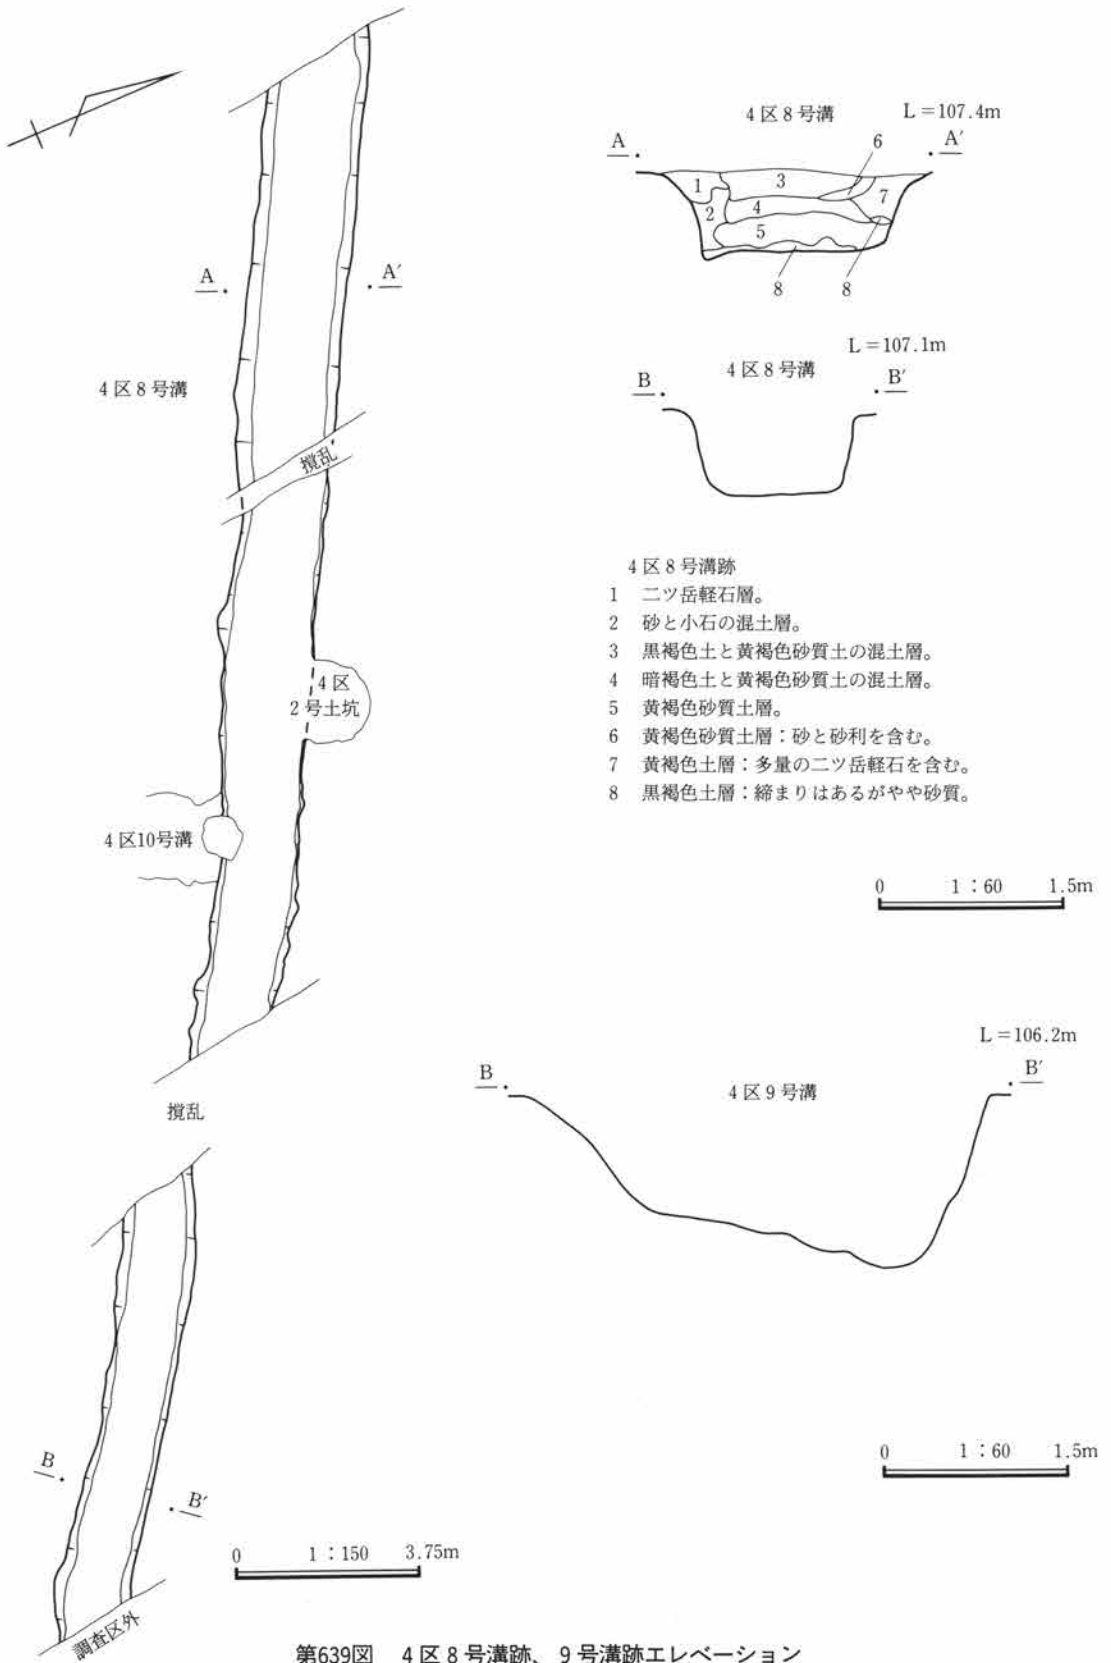 4区8号溝 L=107.4m
A A′
6
1 3 7
2 4
5
8 8
L=107.1m
4区8号溝
B B′
A A′
4区8号溝
攪乱
4区
2号土坑
4区10号溝
攪乱
B B′
調査区外
4区8号溝跡
1 二ツ岳軽石層。
2 砂と小石の混土層。
3 黒褐色土と黄褐色砂質土の混土層。
4 暗褐色土と黄褐色砂質土の混土層。
5 黄褐色砂質土層。
6 黄褐色砂質土層：砂と砂利を含む。
7 黄褐色土層：多量の二ツ岳軽石を含む。
8 黒褐色土層：締まりはあるがやや砂質。
0 1：60 1.5m
L=106.2m
B B′
4区9号溝
0 1：60 1.5m
0 1：150 3.75m
第639図 4区8号溝跡、9号溝跡エレベーション